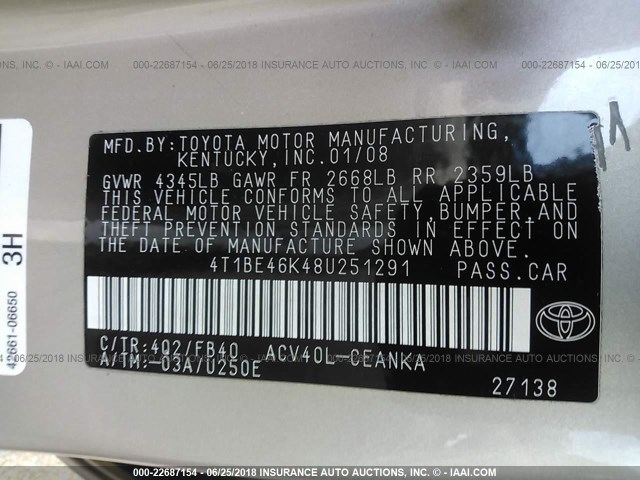 000-22687154 - 06/25/2018 INSURANCE AUTO AUCTIONS, INC. - ©IAAI.COM
MFD.BY:TOYOTA MOTOR MANUFACTURING,
KENTUCKY,INC.01/08
GVWR 4345LB GAWR FR 2668LB RR 2359LB
THIS VEHICLE CONFORMS TO ALL APPLICABLE
FEDERAL MOTOR VEHICLE SAFETY,BUMPER,AND
THEFT PREVENTION STANDARDS IN EFFECT ON
THE DATE OF MANUFACTURE SHOWN ABOVE.
4T1BE46K48U251291 PASS.CAR
C/TR:402/FB40 ACV40L-CEANKA
A/TM:-03A/U250E
27138
3H
42661-06650
000-22687154 - 06/25/2018 INSURANCE AUTO AUCTIONS, INC. - ©IAAI.COM